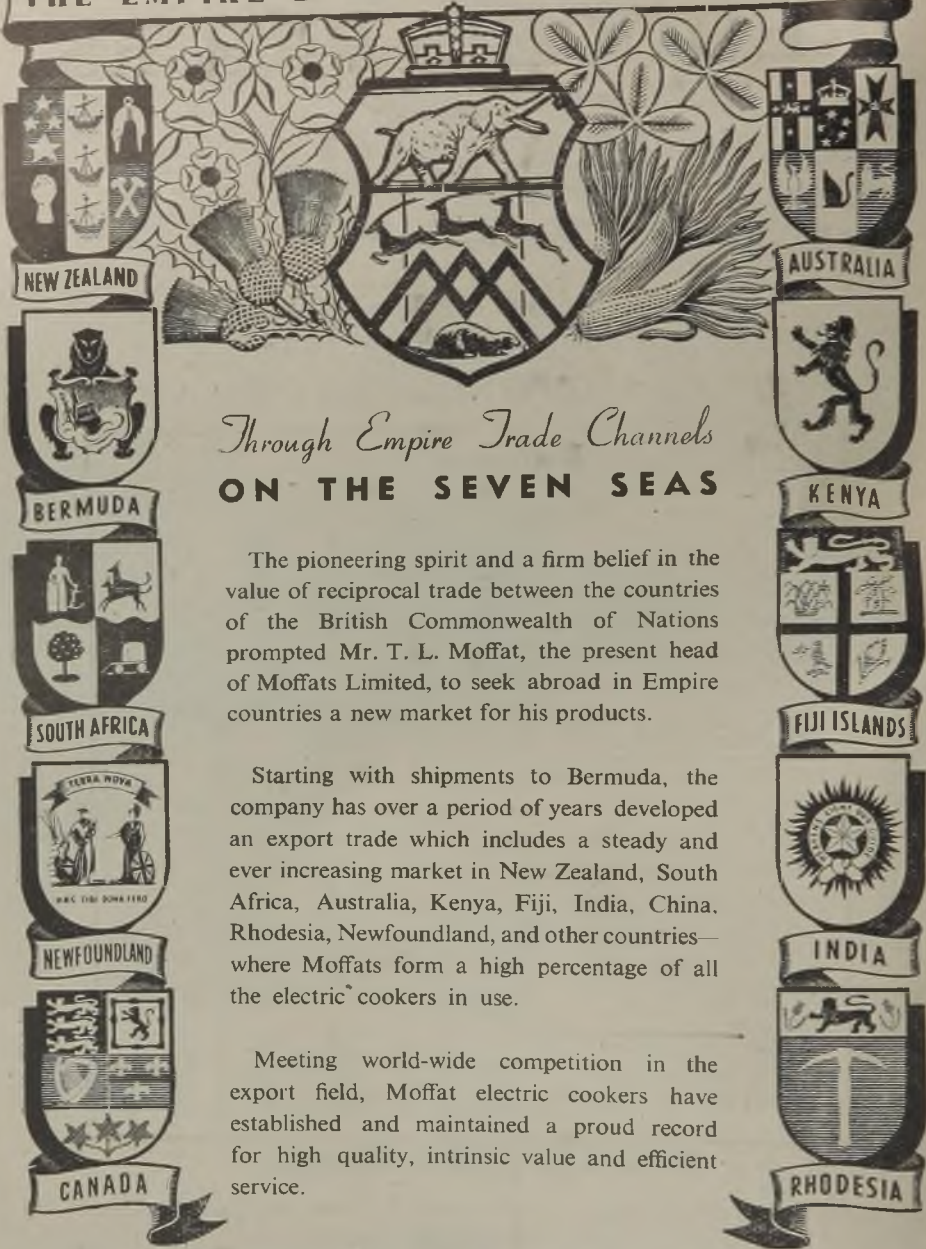 THE EMPIRE
NEW ZEALAND
AUSTRALIA
BERMUDA
KENYA
SOUTH AFRICA
FIJI ISLANDS
TERRA NOVA
NEWFOUNDLAND
INDIA
CANADA
RHODESIA
Through Empire Trade Channels
ON THE SEVEN SEAS
The pioneering spirit and a firm belief in the
value of reciprocal trade between the countries
of the British Commonwealth of Nations
prompted Mr. T. L. Moffat, the present head
of Moffats Limited, to seek abroad in Empire
countries a new market for his products.
Starting with shipments to Bermuda, the
company has over a period of years developed
an export trade which includes a steady and
ever increasing market in New Zealand, South
Africa, Australia, Kenya, Fiji, India, China,
Rhodesia, Newfoundland, and other countries—
where Moffats form a high percentage of all
the electric cookers in use.
Meeting world-wide competition in the
export field, Moffat electric cookers have
established and maintained a proud record
for high quality, intrinsic value and efficient
service.